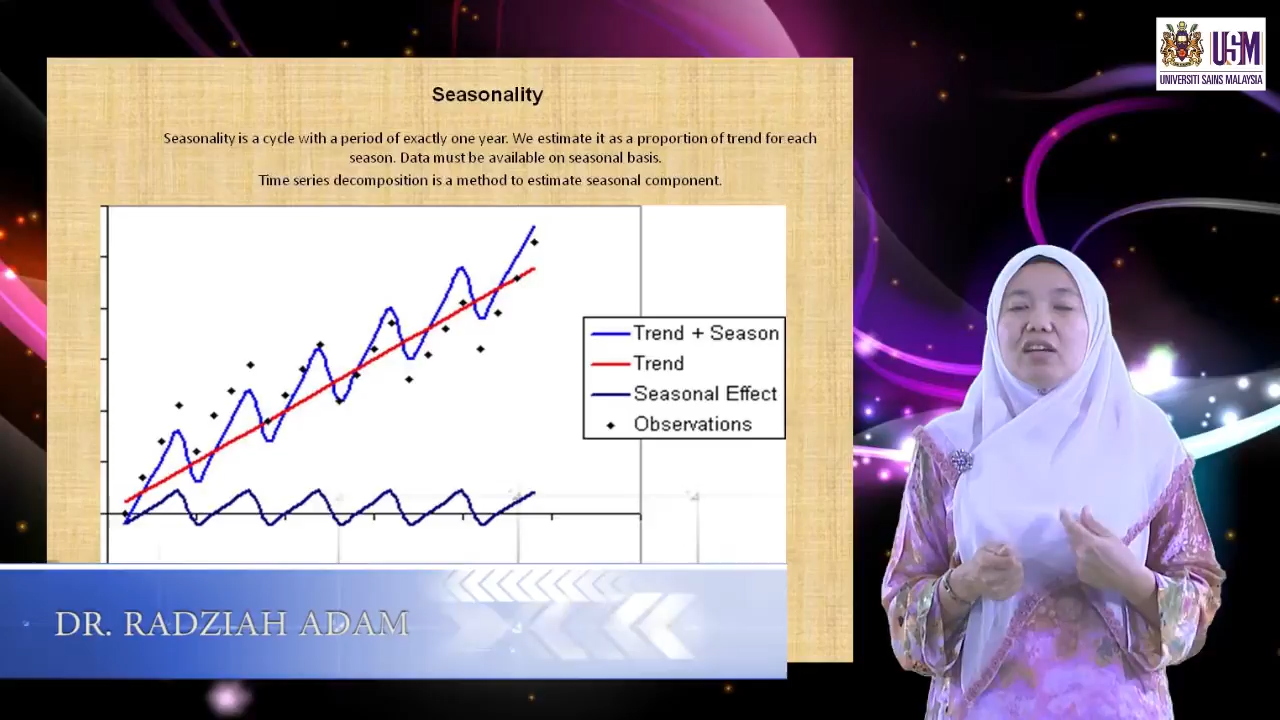 USM
UNIVERSITI SAINS MALAYSIA
Seasonality
Seasonality is a cycle with a period of exactly one year. We estimate it as a proportion of trend for each
season. Data must be available on seasonal basis.
Time series decomposition is a method to estimate seasonal component.
Trend + Season
Trend
Seasonal Effect
Observations
DR. RADZIAH ADAM